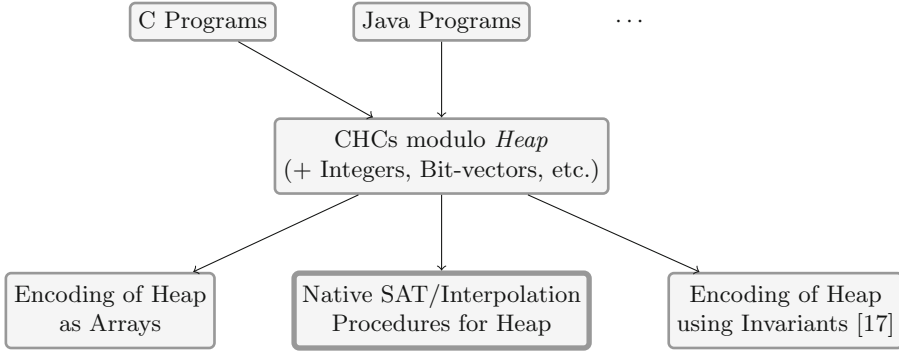 C Programs
Java Programs
...
CHCs modulo Heap
(+ Integers, Bit-vectors, etc.)
Encoding of Heap
as Arrays
Native SAT/Interpolation
Procedures for Heap
Encoding of Heap
using Invariants [17]